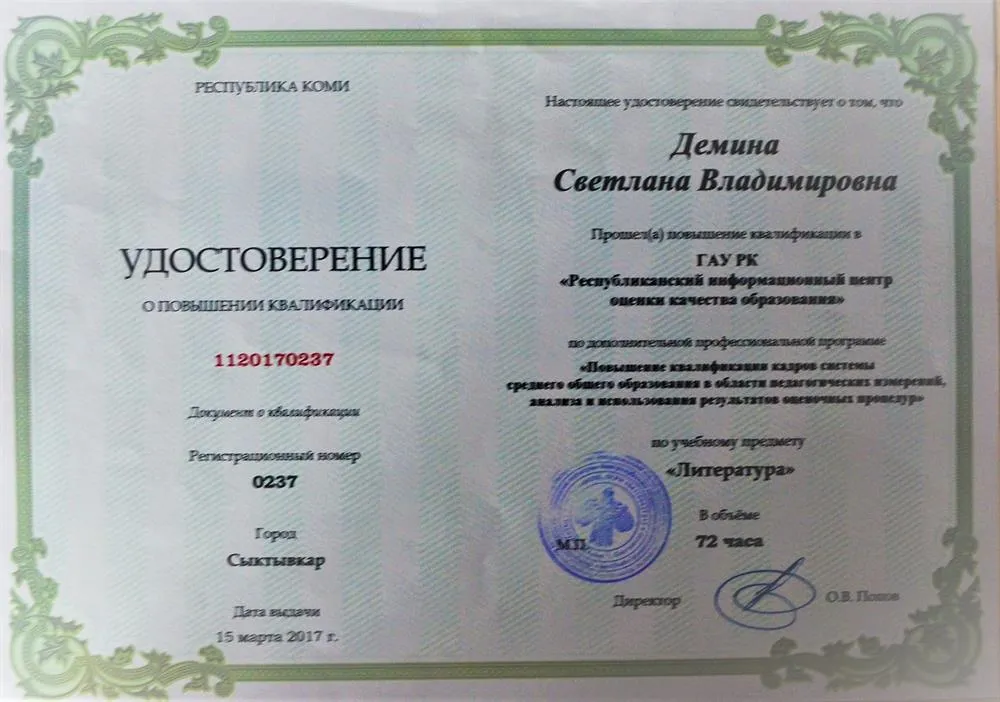 РЕСПУБЛИКА КОМИ
УДОСТОВЕРЕНИЕ
О ПОВЫШЕНИИ КВАЛИФИКАЦИИ
1120170237
Документ о квалификации
Регистрационный номер
0237
Город
Сыктывкар
Дата выдачи
15 марта 2017 г.
Настоящее удостоверение свидетельствует о том, что
Демина
Светлана Владимировна
Прошел(а) повышение квалификации в
ГАУ РК
«Республиканский информационный центр
оценки качества образования»
по дополнительной профессиональной программе
«Повышение квалификации кадров системы
среднего общего образования в области педагогических измерений,
анализа и использования результатов оценочных процедур»
по учебному предмету
«Литература»
В объёме
72 часа
М.П.
Директор
О.В. Попов